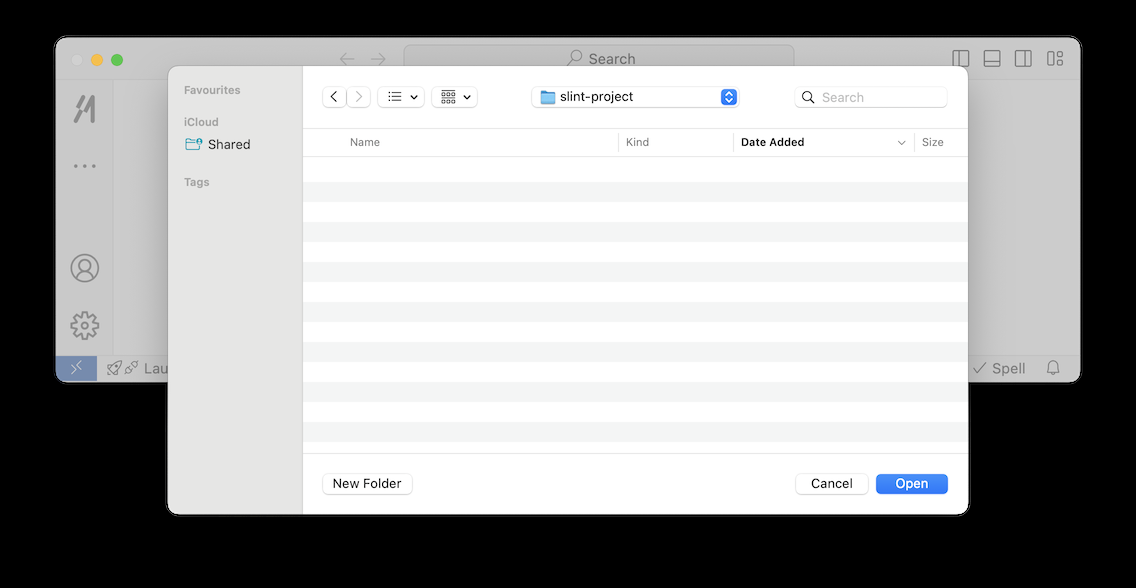 Search
Favourites
iCloud
Shared
Tags
slint-project
Search
Name Kind Date Added Size
New Folder Cancel Open
Lau Spell